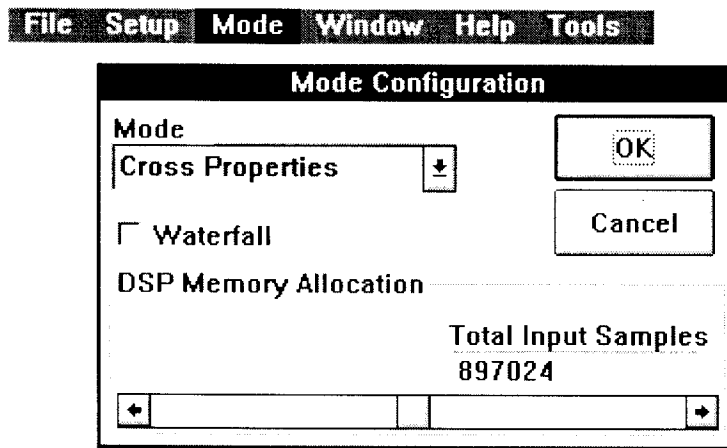 File Setup Mode Window Help Tools
Mode Configuration
Mode
Cross Properties
OK
Waterfall
Cancel
DSP Memory Allocation
Total Input Samples
897024